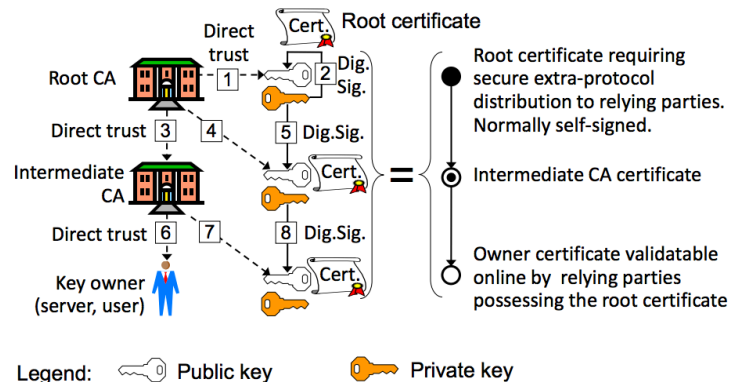 Cert.
Root certificate
Direct
trust
Root CA
1
2
Dig.
Sig.
Root certificate requiring
secure extra-protocol
distribution to relying parties.
Normally self-signed.
Direct trust
3
4
5
Dig.Sig.
Intermediate
CA
Cert.
=
Intermediate CA certificate
Direct trust
6
7
8
Dig.Sig.
Key owner
(server, user)
Cert.
Owner certificate validatable
online by relying parties
possessing the root certificate
Legend:
Public key
Private key